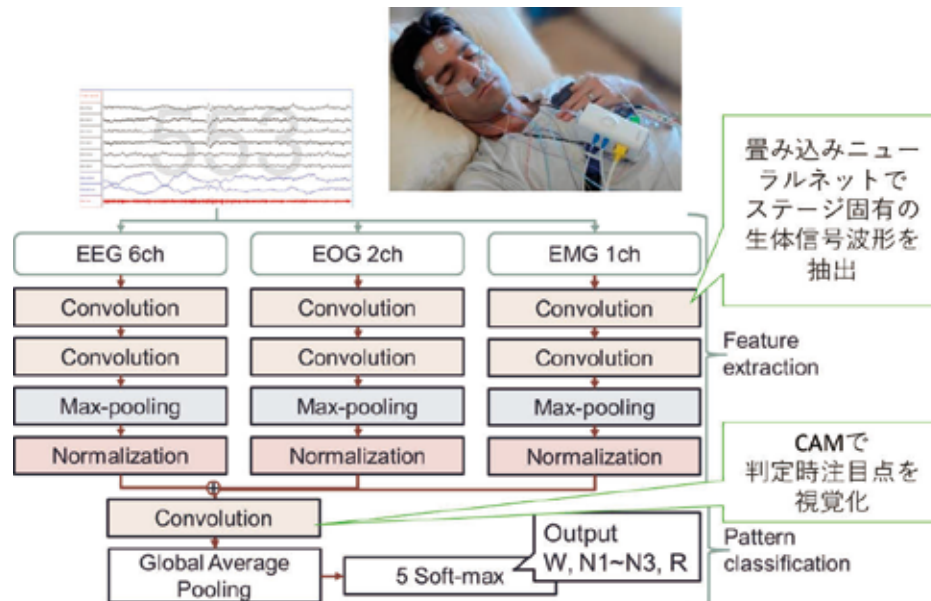 553
畳み込みニュー
ラルネットで
ステージ固有の
生体信号波形を
抽出
EEG 6ch
EOG 2ch
EMG 1ch
Convolution
Convolution
Convolution
Convolution
Convolution
Convolution
Feature
extraction
Max-pooling
Max-pooling
Max-pooling
Normalization
Normalization
Normalization
CAMで
判定時注目点を
視覚化
Convolution
Output
W, N1~N3, R
Pattern
classification
Global Average
Pooling
5 Soft-max